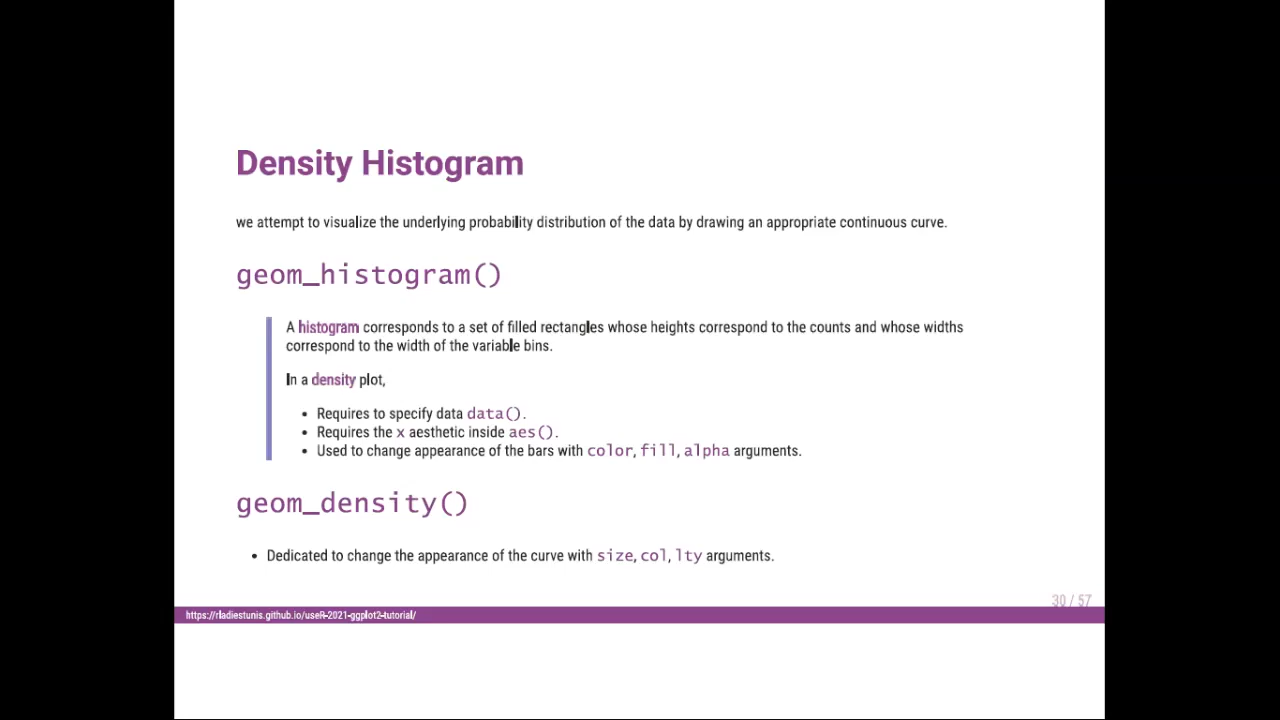 Density Histogram
we attempt to visualize the underlying probability distribution of the data by drawing an appropriate continuous curve.
geom_histogram()
A histogram corresponds to a set of filled rectangles whose heights correspond to the counts and whose widths
correspond to the width of the variable bins.
In a density plot,
• Requires to specify data data().
• Requires the x aesthetic inside aes().
• Used to change appearance of the bars with color, fill, alpha arguments.
geom_density()
• Dedicated to change the appearance of the curve with size, col, lty arguments.
30 / 57
https://rladiestunis.github.io/useR-2021-ggplot2-tutorial/